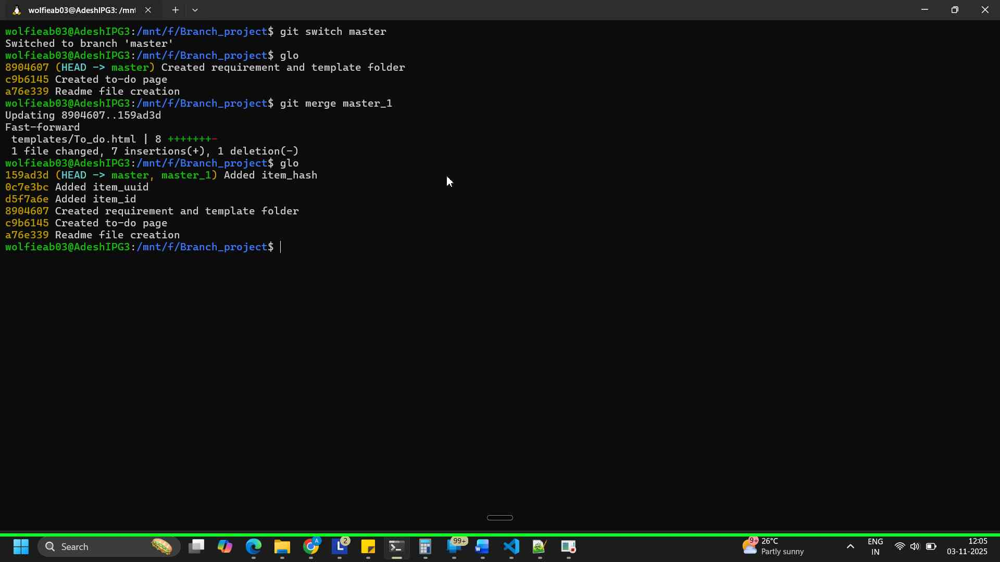 wolfieab03@AdeshIPG3: /mnt
wolfieab03@AdeshIPG3:/mnt/f/Branch_project$ git switch master
Switched to branch 'master'
wolfieab03@AdeshIPG3:/mnt/f/Branch_project$ glo
8904607 (HEAD -> master) Created requirement and template folder
c9b6145 Created to-do page
a76e339 Readme file creation
wolfieab03@AdeshIPG3:/mnt/f/Branch_project$ git merge master_1
Updating 8904607..159ad3d
Fast-forward
 templates/To_do.html | 8 +++++++-
 1 file changed, 7 insertions(+), 1 deletion(-)
wolfieab03@AdeshIPG3:/mnt/f/Branch_project$ glo
159ad3d (HEAD -> master, master_1) Added item_hash
0c7e3bc Added item_uuid
d5f7a6e Added item_id
8904607 Created requirement and template folder
c9b6145 Created to-do page
a76e339 Readme file creation
wolfieab03@AdeshIPG3:/mnt/f/Branch_project$
Search
A
L 2
99+
W
9+ 26°C
Partly sunny
ENG
IN
12:05
03-11-2025